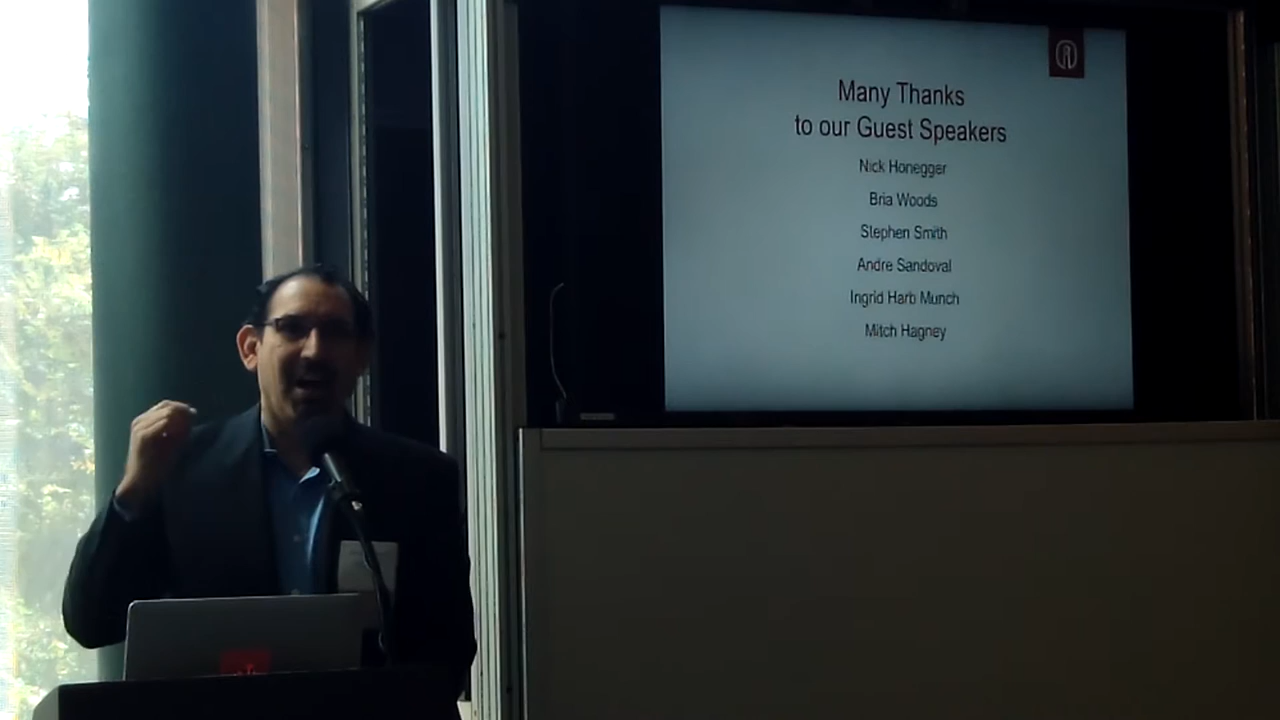 Many Thanks
to our Guest Speakers
Nick Honegger
Bria Woods
Stephen Smith
Andre Sandoval
Ingrid Harb Munch
Mitch Hagney